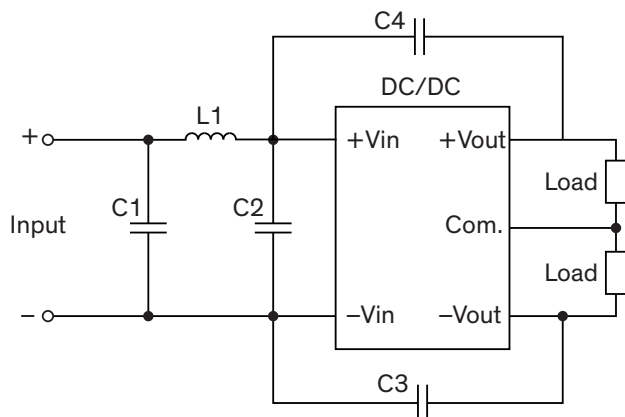 C4
DC/DC
L1
+
+Vin
+Vout
Load
C1
C2
Input
Com.
Load
–
–Vin
–Vout
C3